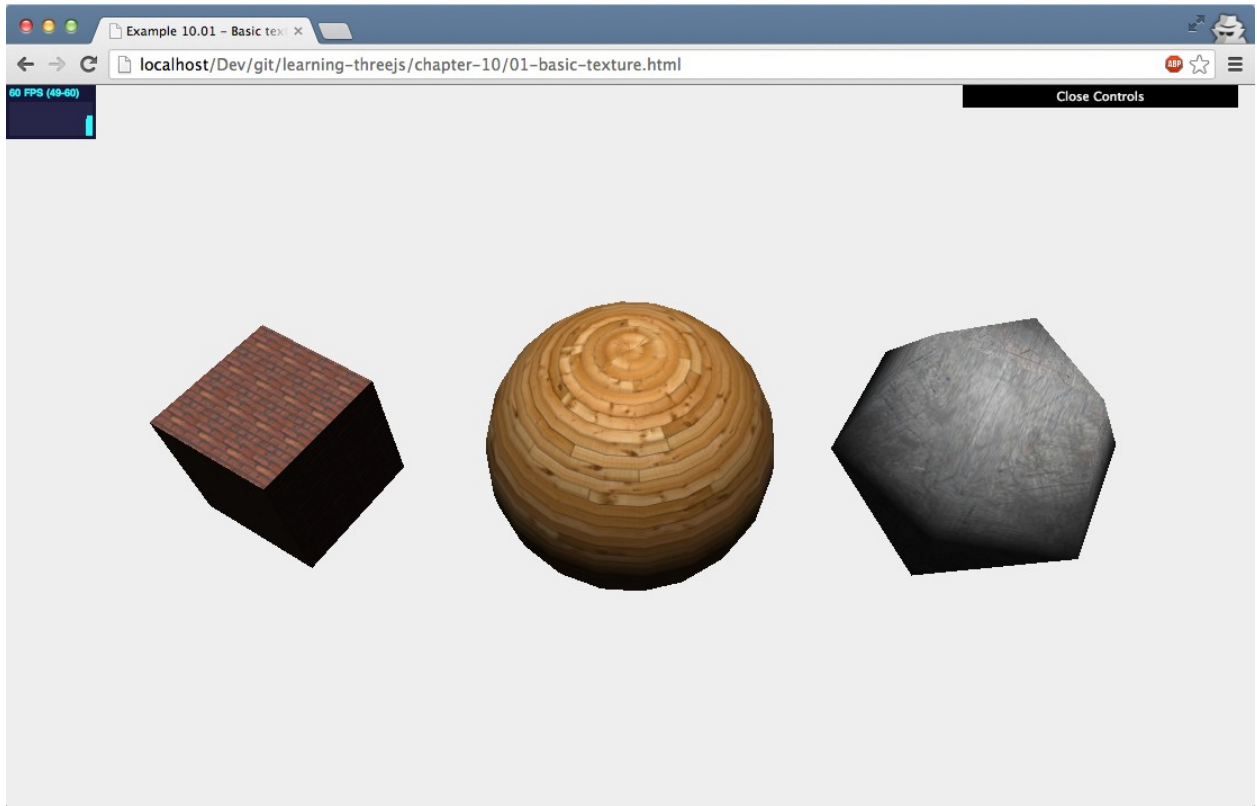 Example 10.01 – Basic tex
localhost/Dev/git/learning-threejs/chapter-10/01-basic-texture.html
ABP
60 FPS (49-60)
Close Controls